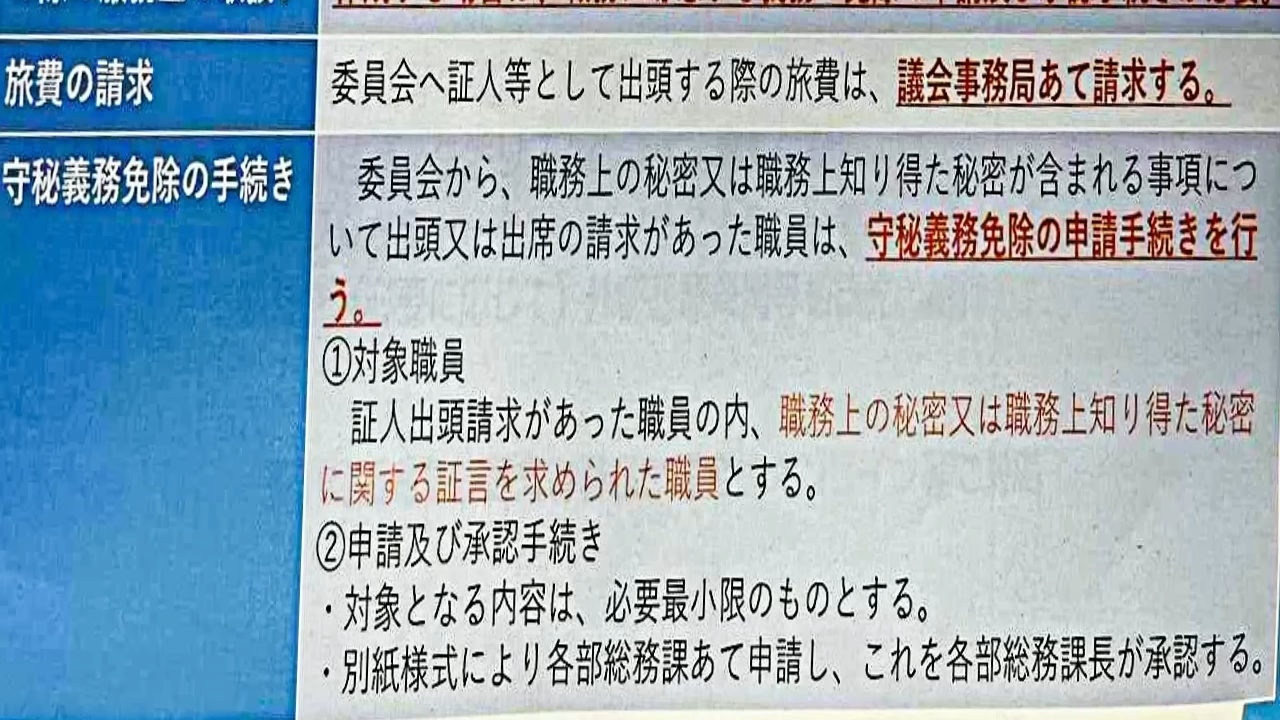 旅費の請求
委員会へ証人等として出頭する際の旅費は、議会事務局あて請求する。
守秘義務免除の手続き
委員会から、職務上の秘密又は職務上知り得た秘密が含まれる事項につ
いて出頭又は出席の請求があった職員は、守秘義務免除の申請手続きを行
う。
①対象職員
証人出頭請求があった職員の内、職務上の秘密又は職務上知り得た秘密
に関する証言を求められた職員とする。
②申請及び承認手続き
・対象となる内容は、必要最小限のものとする。
・別紙様式により各部総務課あて申請し、これを各部総務課長が承認する。